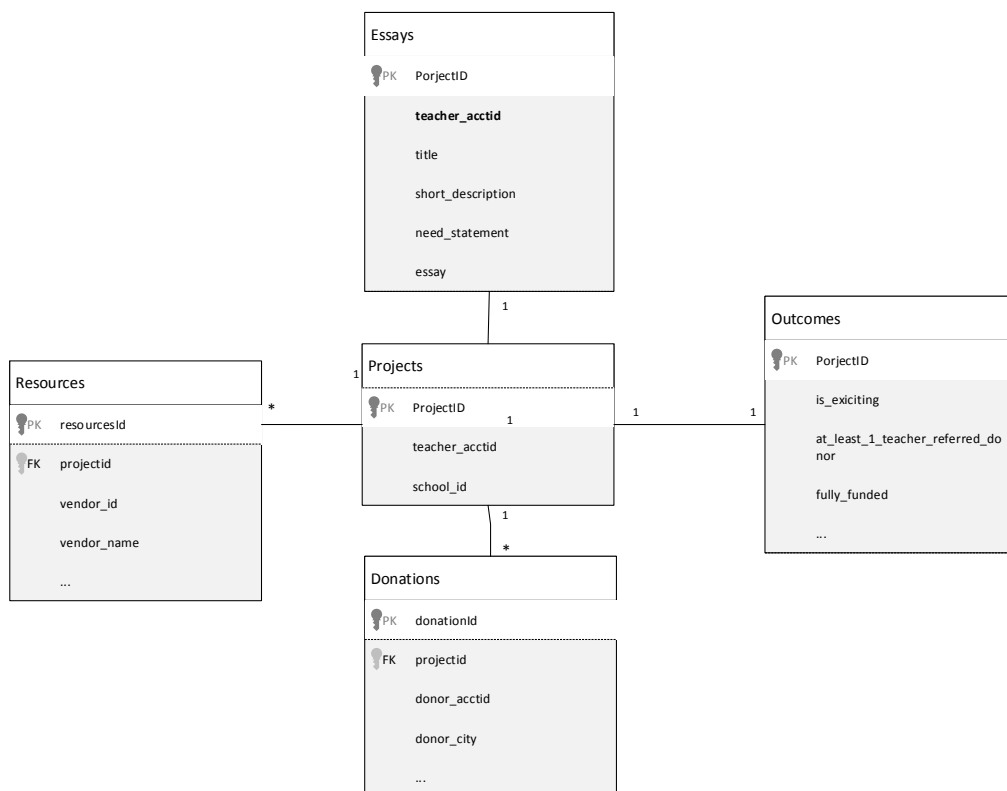 Essays
PK PorjectID
teacher_acctid
title
short_description
need_statement
essay
1
Outcomes
PK PorjectID
is_exiciting
at_least_1_teacher_referred_do
nor
fully_funded
...
Resources
PK resourcesId
FK projectid
vendor_id
vendor_name
...
1
*
Projects
PK ProjectID
1
teacher_acctid
school_id
1
1
1
*
Donations
PK donationId
FK projectid
donor_acctid
donor_city
...